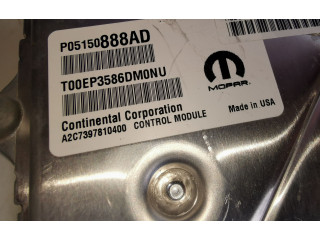 P05150888AD
T00EP3586DM0NU
MOPAR
Continental Corporation
A2C7397810400 CONTROL MODULE
Made in USA